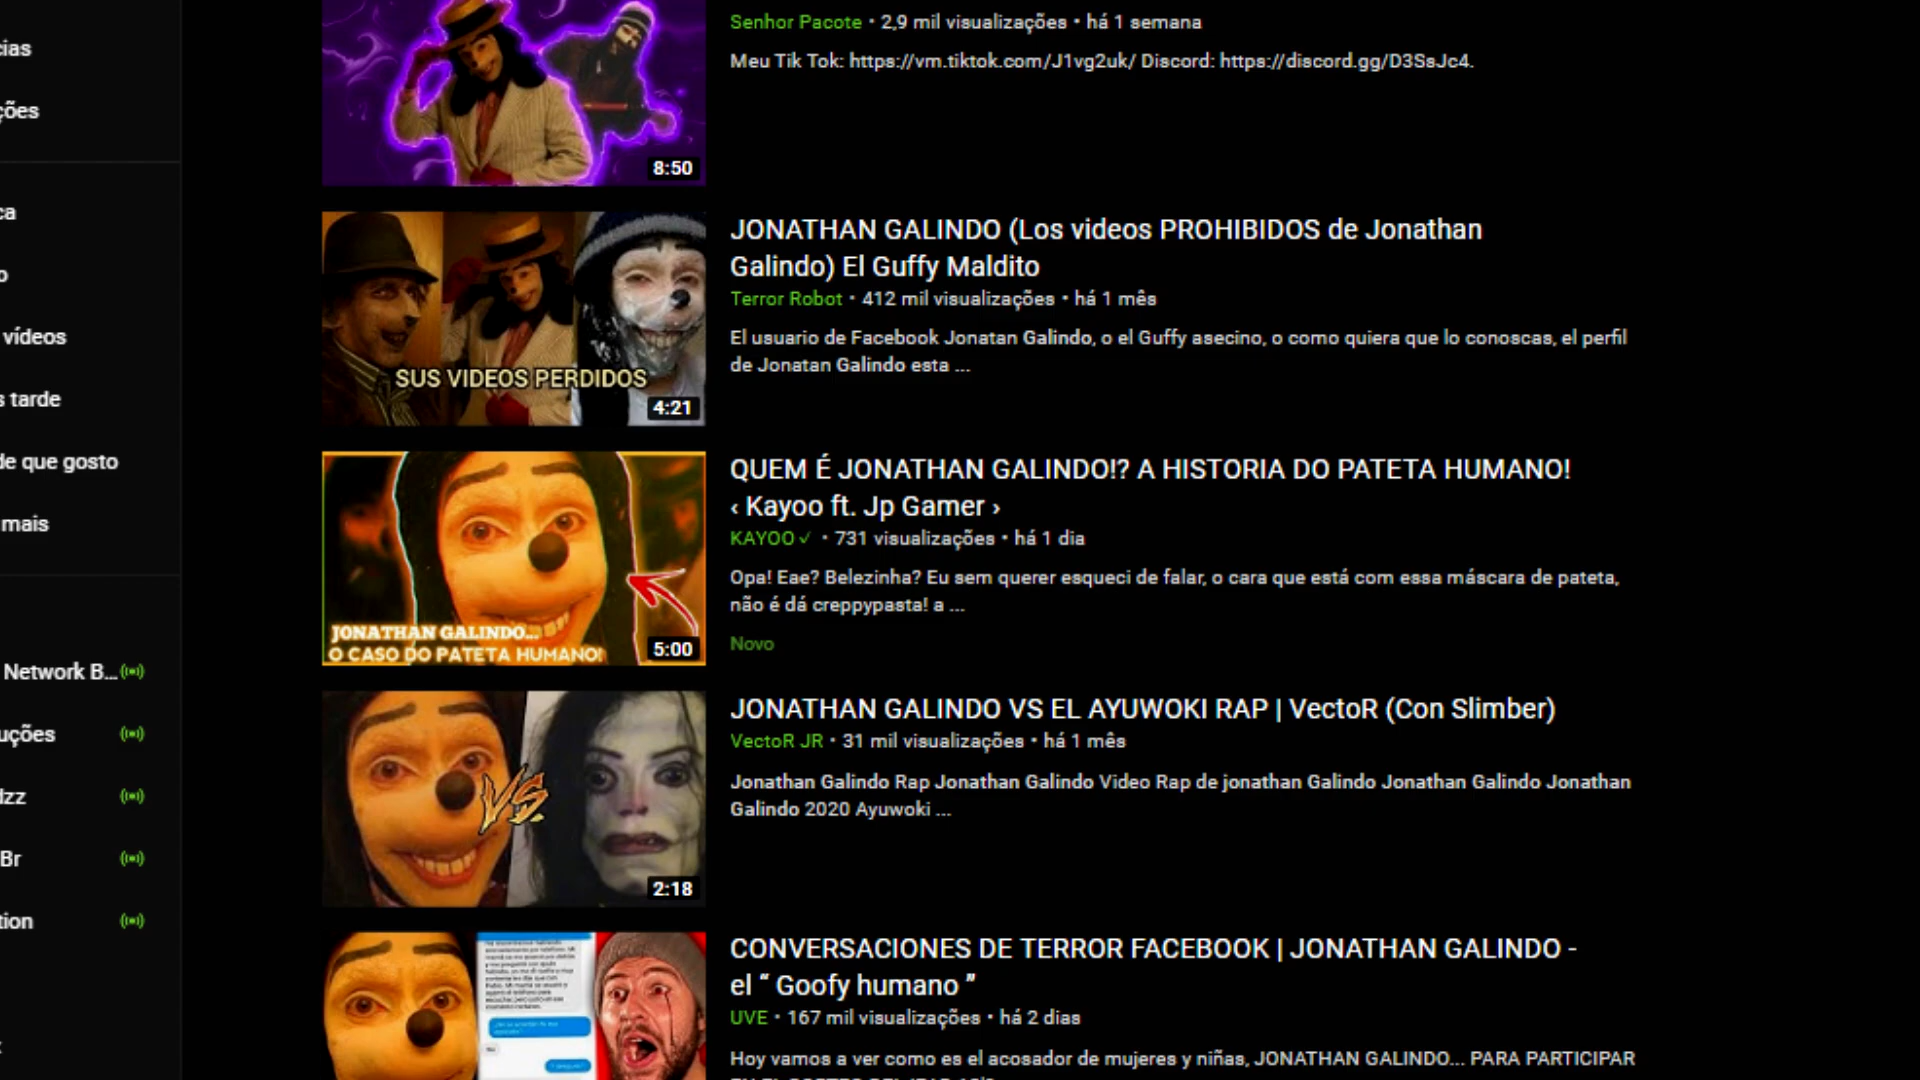 cias
ções
ca
o
vídeos
s tarde
de que gosto
mais
Network B...
uções
dzz
Br
tion
8:50
Senhor Pacote • 2,9 mil visualizações • há 1 semana
Meu Tik Tok: https://vm.tiktok.com/J1vg2uk/ Discord: https://discord.gg/D3SsJc4.
SUS VIDEOS PERDIDOS
4:21
JONATHAN GALINDO (Los videos PROHIBIDOS de Jonathan
Galindo) El Guffy Maldito
Terror Robot • 412 mil visualizações • há 1 mês
El usuario de Facebook Jonatan Galindo, o el Guffy asecino, o como quiera que lo conoscas, el perfil
de Jonatan Galindo esta ...
JONATHAN GALINDO...
O CASO DO PATETA HUMANO!
5:00
QUEM É JONATHAN GALINDO!? A HISTORIA DO PATETA HUMANO!
‹ Kayoo ft. Jp Gamer ›
KAYOO ✓ • 731 visualizações • há 1 dia
Opa! Eae? Belezinha? Eu sem querer esqueci de falar, o cara que está com essa máscara de pateta,
não é dá creppypasta! a ...
Novo
VS.
2:18
JONATHAN GALINDO VS EL AYUWOKI RAP | VectoR (Con Slimber)
VectoR JR • 31 mil visualizações • há 1 mês
Jonathan Galindo Rap Jonathan Galindo Video Rap de jonathan Galindo Jonathan Galindo Jonathan
Galindo 2020 Ayuwoki ...
CONVERSACIONES DE TERROR FACEBOOK | JONATHAN GALINDO -
el “ Goofy humano ”
UVE • 167 mil visualizações • há 2 dias
Hoy vamos a ver como es el acosador de mujeres y niñas, JONATHAN GALINDO... PARA PARTICIPAR